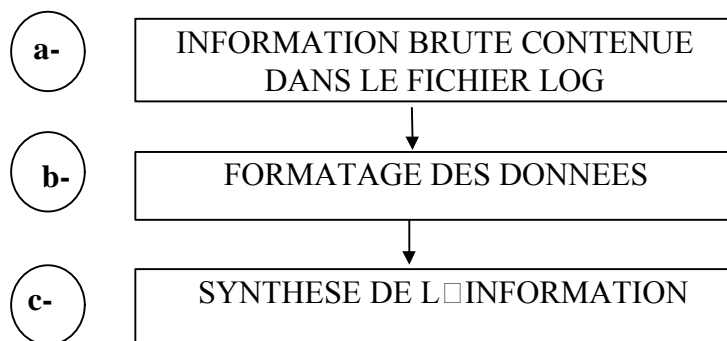 a-
INFORMATION BRUTE CONTENUE
DANS LE FICHIER LOG
b-
FORMATAGE DES DONNEES
c-
SYNTHESE DE L□INFORMATION